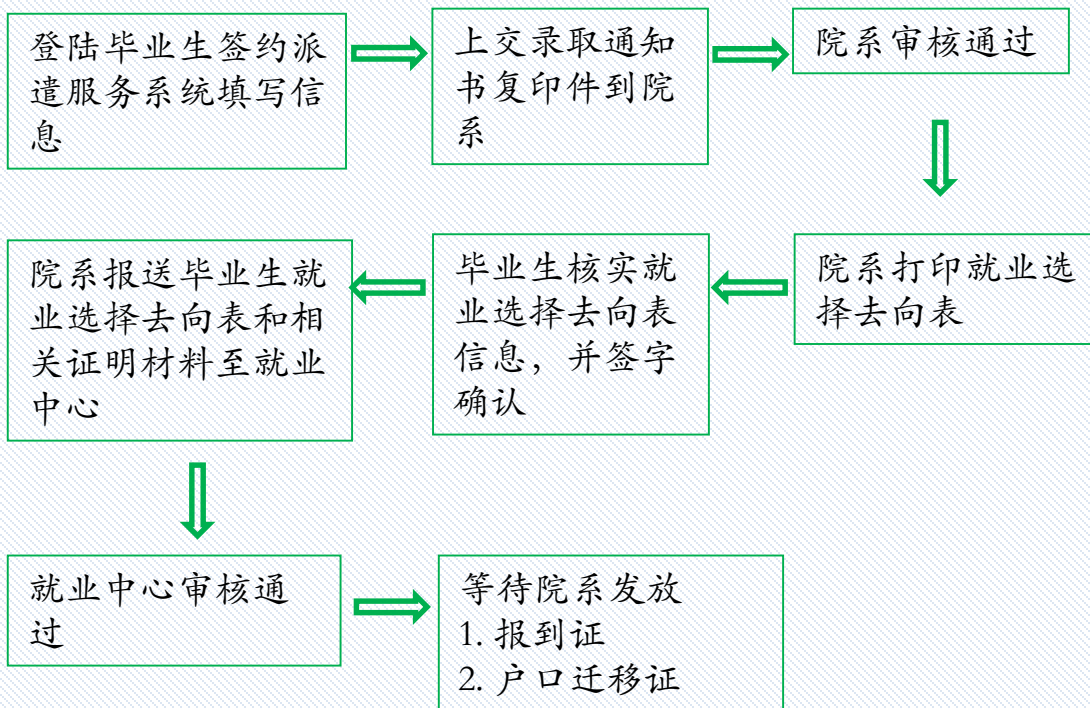 登陆毕业生签约派
遣服务系统填写信
息
上交录取通知
书复印件到院
系
院系审核通过
院系打印就业选
择去向表
毕业生核实就
业选择去向表
信息，并签字
确认
院系报送毕业生就
业选择去向表和相
关证明材料至就业
中心
就业中心审核通
过
等待院系发放
1. 报到证
2. 户口迁移证